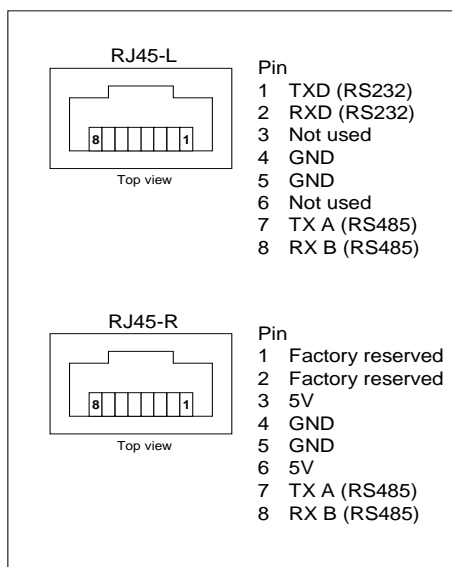 RJ45-L
8 1
Top view
Pin
1 TXD (RS232)
2 RXD (RS232)
3 Not used
4 GND
5 GND
6 Not used
7 TX A (RS485)
8 RX B (RS485)
RJ45-R
8 1
Top view
Pin
1 Factory reserved
2 Factory reserved
3 5V
4 GND
5 GND
6 5V
7 TX A (RS485)
8 RX B (RS485)